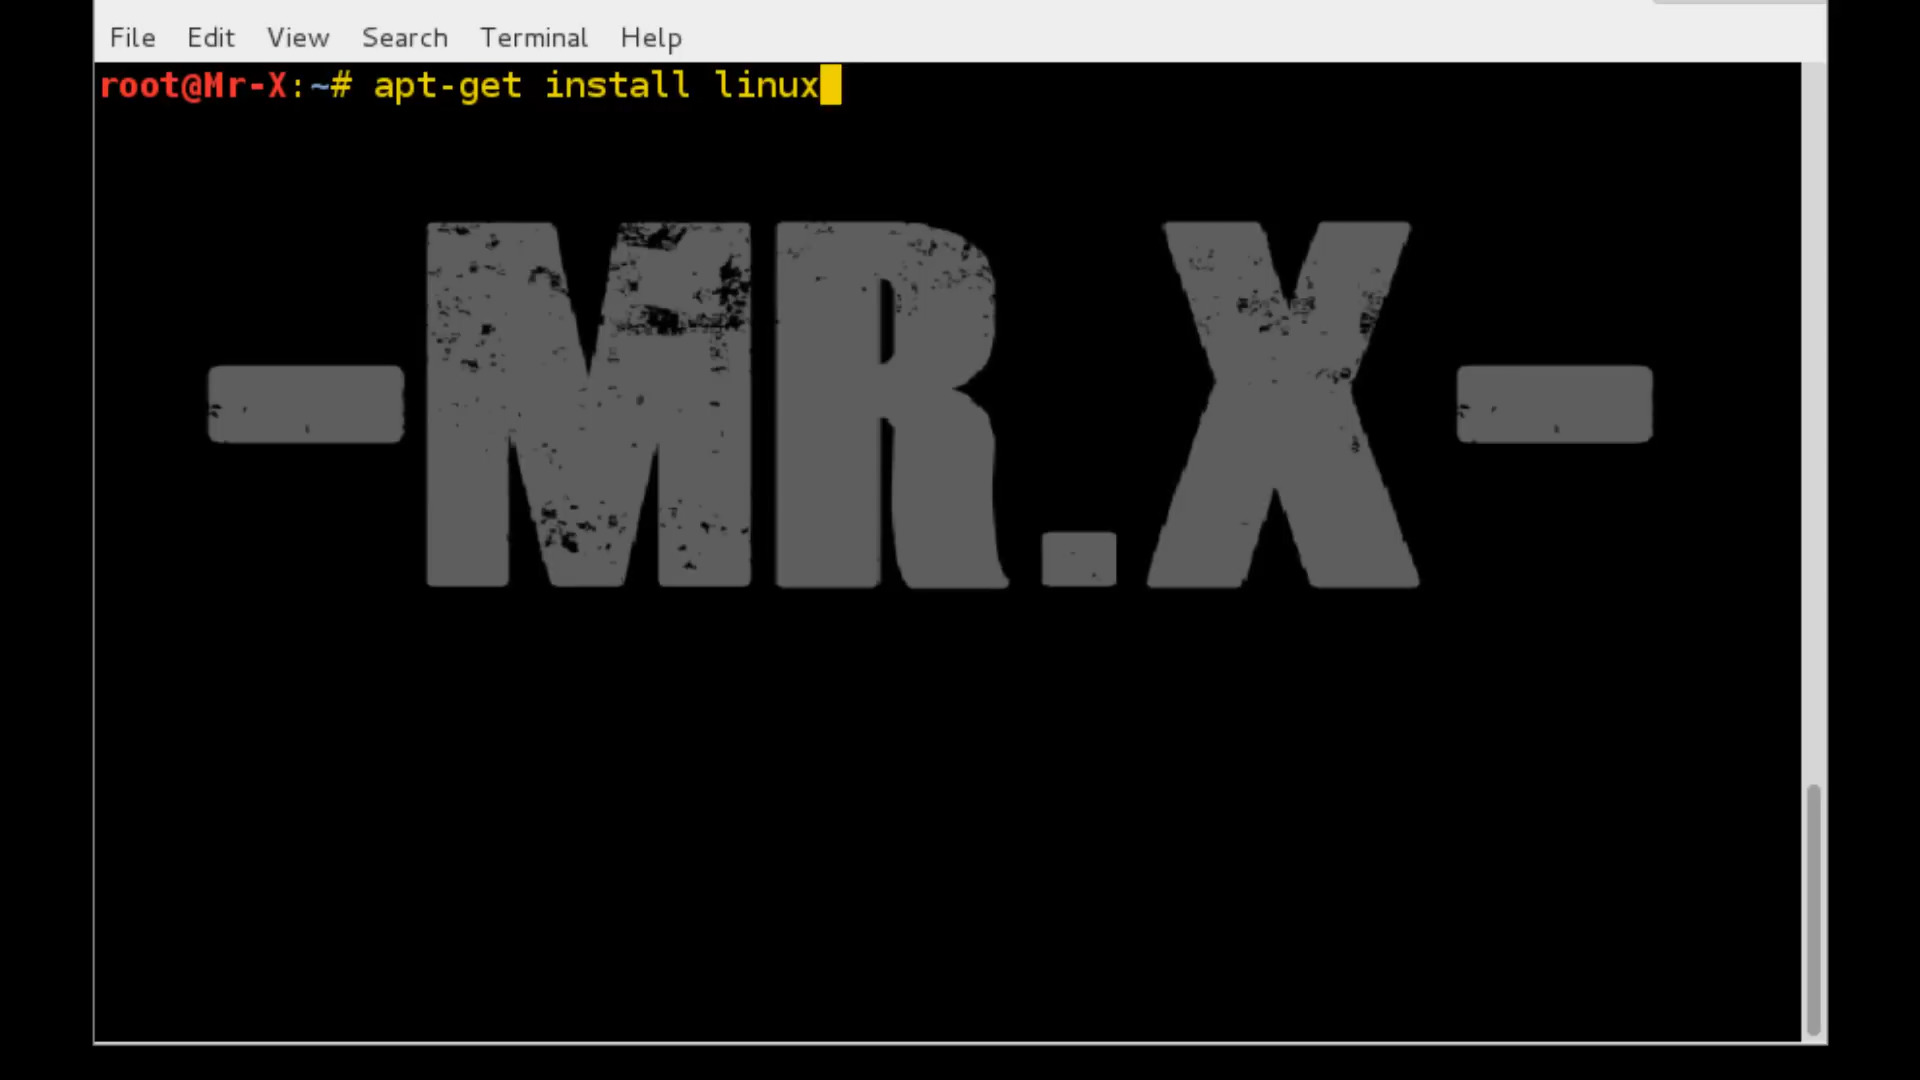 File Edit View Search Terminal Help
root@Mr-X:~# apt-get install linux
-MR.X-